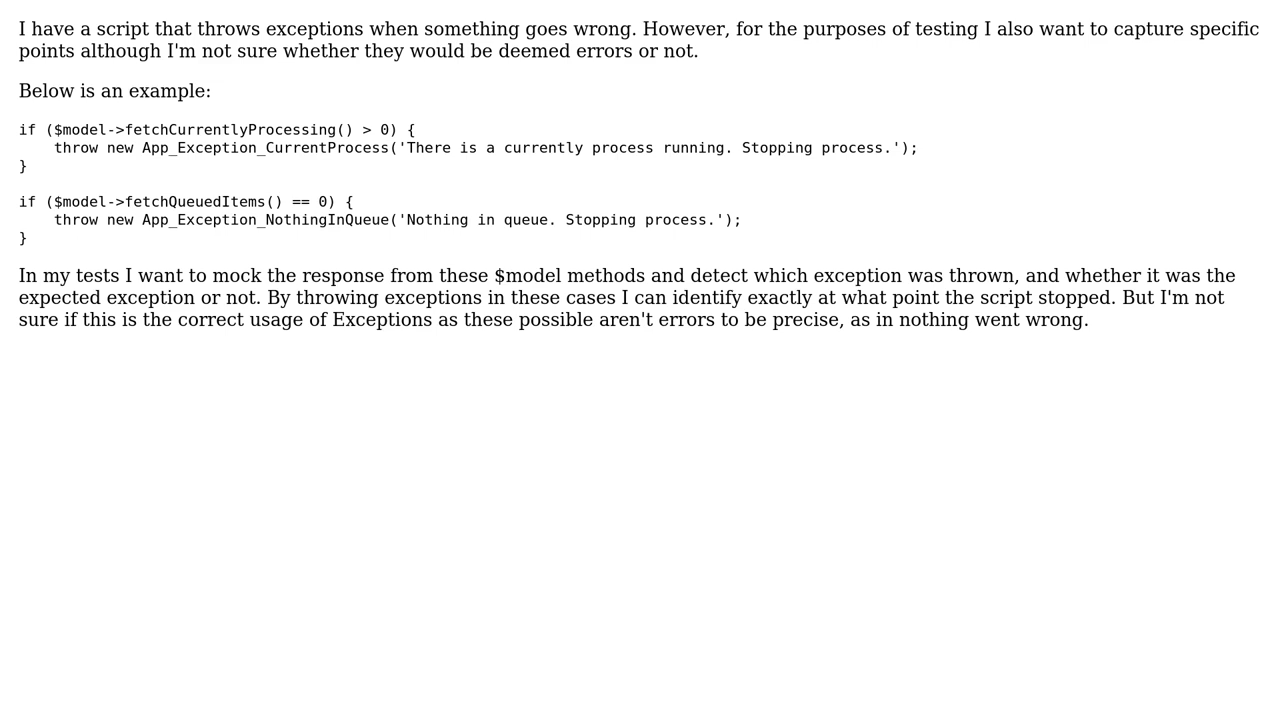 I have a script that throws exceptions when something goes wrong. However, for the purposes of testing I also want to capture specific
points although I'm not sure whether they would be deemed errors or not.
Below is an example:
if ($model->fetchCurrentlyProcessing() > 0) {
    throw new App_Exception_CurrentProcess('There is a currently process running. Stopping process.');
}
if ($model->fetchQueuedItems() == 0) {
    throw new App_Exception_NothingInQueue('Nothing in queue. Stopping process.');
}
In my tests I want to mock the response from these $model methods and detect which exception was thrown, and whether it was the
expected exception or not. By throwing exceptions in these cases I can identify exactly at what point the script stopped. But I'm not
sure if this is the correct usage of Exceptions as these possible aren't errors to be precise, as in nothing went wrong.